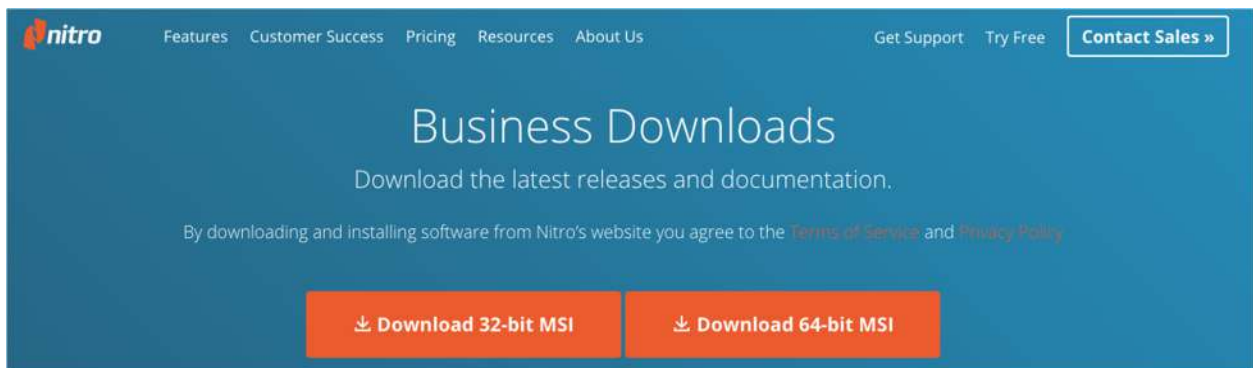 nitro Features Customer Success Pricing Resources About Us Get Support Try Free Contact Sales »
Business Downloads
Download the latest releases and documentation.
By downloading and installing software from Nitro's website you agree to the Terms of Service and Privacy Policy
Download 32-bit MSI Download 64-bit MSI